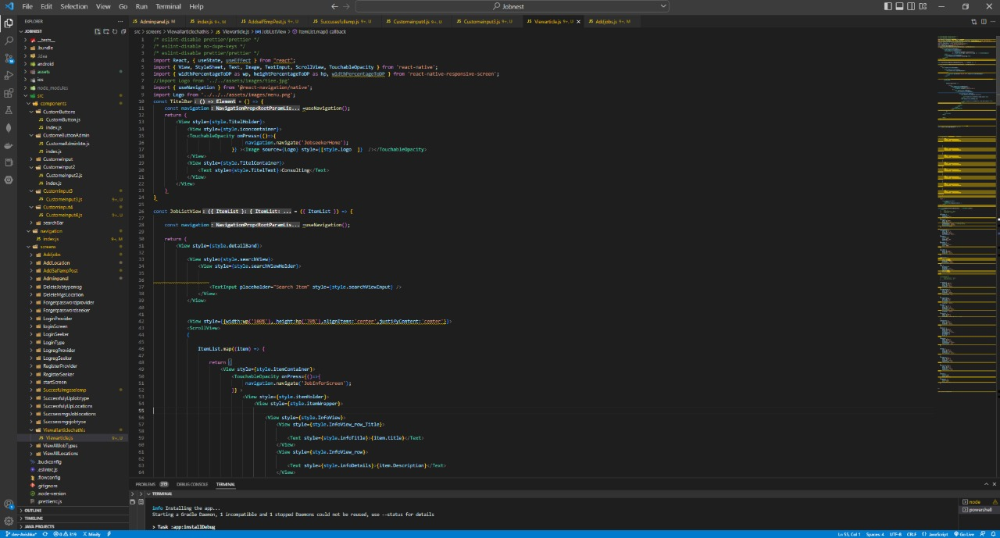 File Edit Selection View Go Run Terminal Help
Jobnest
EXPLORER
JOBNEST
__tests__
.bundle
.idea
android
assets
ios
node_modules
src
components
CustomButtons
CustomButton.js
index.js
CustomeButtonAdmin
CustomeAdminbtn.js
index.js
CustomeInput
Custominput2
Customeinput2.js
index.js
Custominput3
Customeinput3.js 9+, U
Custominput4
Customeinput4.js 9+, U
searchBar
navigation
index.js 9+, M
screens
Addjobs
AddLocation
AddSelfempPost
Adminpanel
DeleteJobtypemsg
DeleteMgsLocation
Forgetpasswordprovider
Forgetpasswordseeker
LoginProvider
loginScreen
LoginSeeker
LoginType
LogregProvider
LogregSeeker
RegisterProvider
RegisterSeeker
startScreen
Succesfulmgsselemp
SuccessfulyUpJobtype
SuccessfulyUpLocations
Succsessmgsjoblocations
Succsessmgsjobtyoe
Viewallarticlechathis
Viewarticle.js 9+, U
ViewAllJobTypes
ViewAllLocations
.buckconfig
.eslintrc.js
.flowconfig
.gitignore
.node-version
.prettierrc.js
OUTLINE
TIMELINE
JAVA PROJECTS
Adminpanel.js M
index.js 9+, M
AddselfEmpPost.js 9+, U
Succusesfullsemp.js 9+, U
Customeinput4.js 9+, U
Customeinput3.js 9+, U
Viewarticle.js 9+, U
Addjobs.js 9+, U
src > screens > Viewallarticlechathis > Viewarticle.js > JobListView > ItemList.map() callback
1 /* eslint-disable prettier/prettier */
2 /* eslint-disable no-dupe-keys */
3 /* eslint-disable prettier/prettier */
4 import React, { useState, useEffect } from "react";
5 import { View, StyleSheet, Text, Image, TextInput, ScrollView, TouchableOpacity } from 'react-native';
6 import { widthPercentageToDP as wp, heightPercentageToDP as hp, widthPercentageToDP } from 'react-native-responsive-screen';
7 //import Logo from '../../assets/images/tise.jpg'
8 import { useNavigation } from '@react-navigation/native';
9 import Logo from '../../../assets/images/menu.png';
10 const TitelBar: () => Element = () => {
11 const navigation: NavigationProp<RootParamLis... =useNavigation();
12 return (
13 <View style={style.TitelHolder}>
14 <View style={style.iconcontainer}>
15 <TouchableOpacity onPress={()=>{
16 navigation.navigate('JobseekerHome');
17 }} ><Image source={Logo} style={[style.logo ]} /></TouchableOpacity>
18 </View>
19 <View style={style.TitelContainer}>
20 <Text style={style.TitelText}>Consulting</Text>
21 </View>
22 </View>
23 )
24 }
25
26 const JobListView: ({ ItemList }: { ItemList: ... = ({ ItemList }) => {
27
28 const navigation: NavigationProp<RootParamLis... =useNavigation();
29
30 return (
31 <View style={style.detailBand}>
32
33 <View style={style.searchView}>
34 <View style={style.searchViewHolder}>
35
36
37 <TextInput placeholder="Search Item" style={style.searchViewInput} />
38 </View>
39 </View>
40
41
42 <View style={{width:wp('100%'), height:hp('70%'),alignItems:'center',justifyContent:'center'}}>
43 <ScrollView>
44 {
45
46 ItemList.map((item) => {
47
48 return (
49 <View style={style.itemContainer}>
50 <TouchableOpacity onPress={()=>{
51 navigation.navigate('JobInforScreen');
52 }} >
53 <View style={style.itemHolder}>
54 <View style={style.itemWrapper}>
55
56 <View style={style.InfoView}>
57 <View style={style.InfoView_row_Title}>
58
59 <Text style={style.infoTitle}>{item.title}</Text>
60 </View>
61 <View style={style.InfoView_row}>
62
63 <Text style={style.infoDetails}>{item.Description}</Text>
64 </View>
PROBLEMS 319 DEBUG CONSOLE TERMINAL
TERMINAL
info Installing the app...
Starting a Gradle Daemon, 1 incompatible and 1 stopped Daemons could not be reused, use --status for details
> Task :app:installDebug
node
powershell
dev-Avishka* 0 319 Minify
Ln 55, Col 1 Spaces: 4 UTF-8 CRLF {} JavaScript Go Live